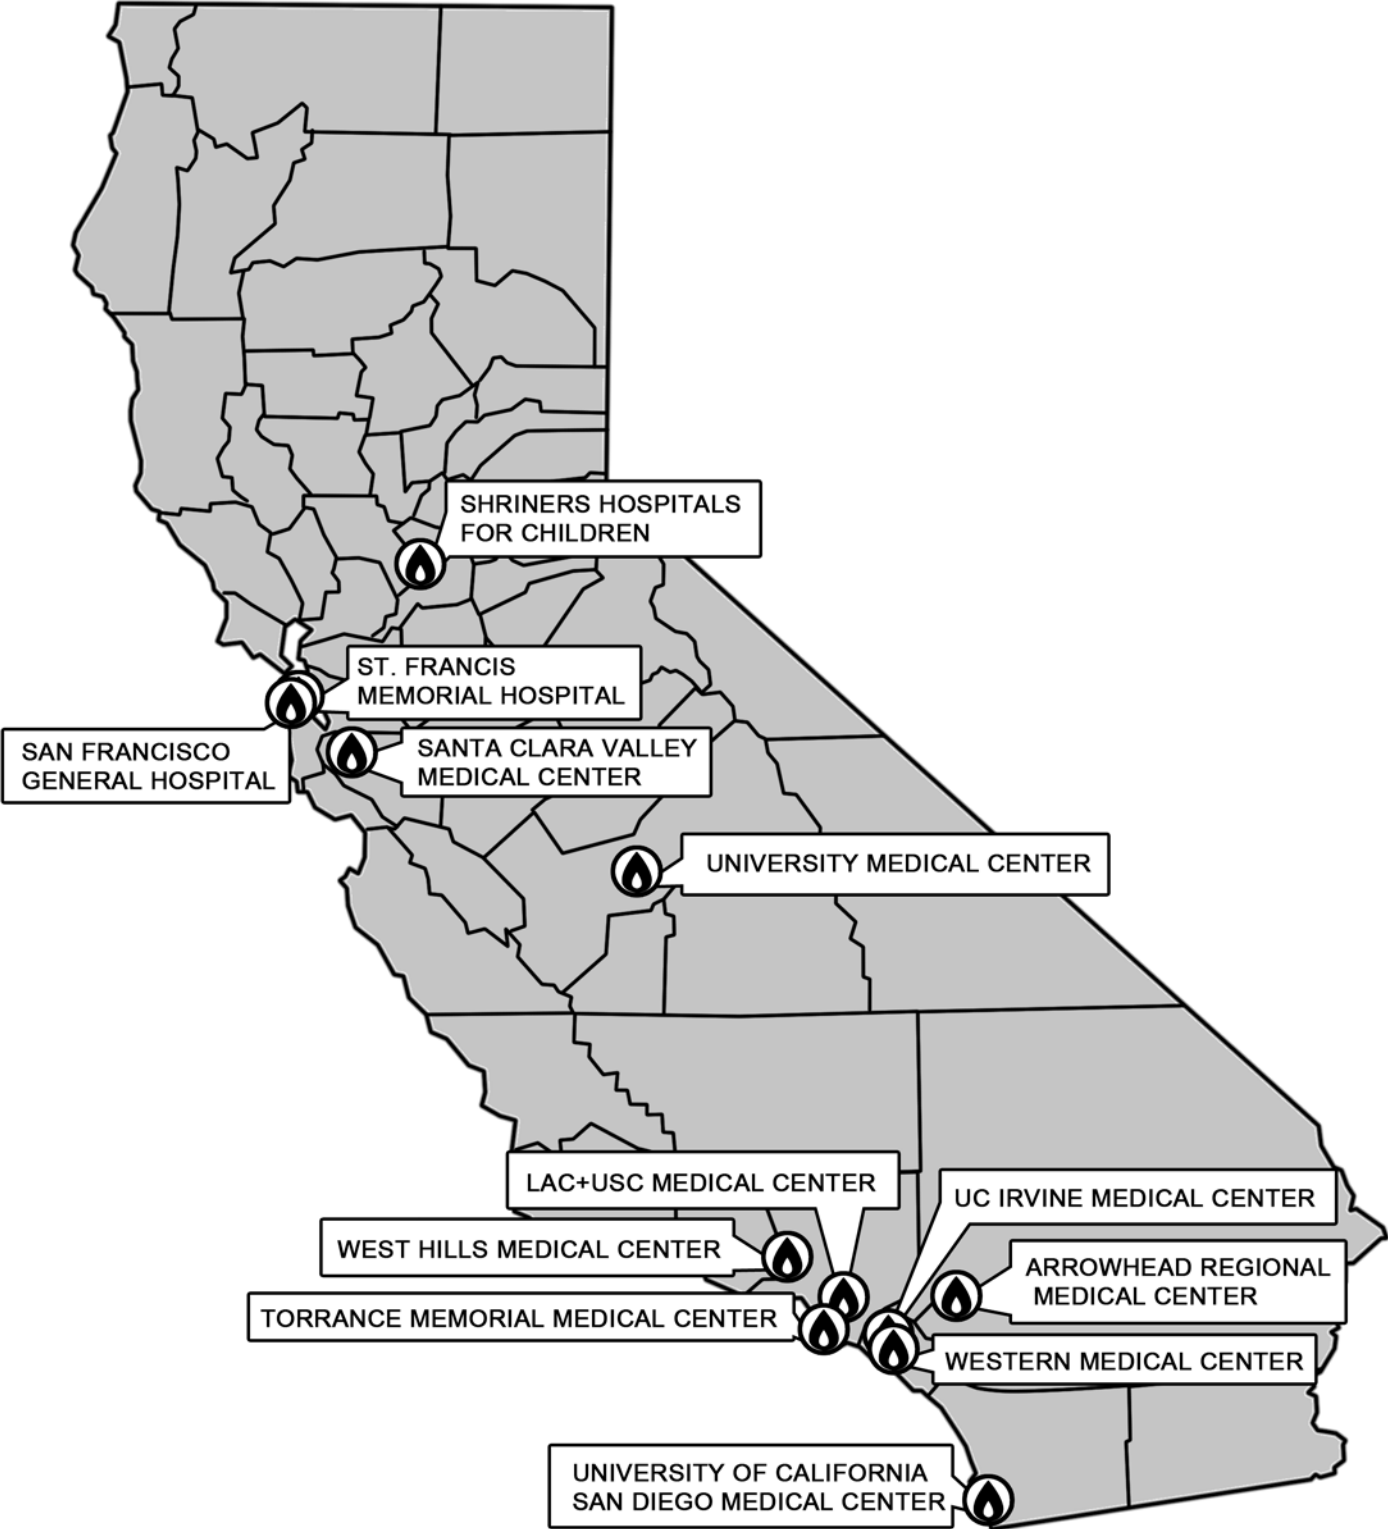 SHRINERS HOSPITALS
FOR CHILDREN
ST. FRANCIS
MEMORIAL HOSPITAL
SAN FRANCISCO
GENERAL HOSPITAL
SANTA CLARA VALLEY
MEDICAL CENTER
UNIVERSITY MEDICAL CENTER
LAC+USC MEDICAL CENTER
UC IRVINE MEDICAL CENTER
WEST HILLS MEDICAL CENTER
ARROWHEAD REGIONAL
MEDICAL CENTER
TORRANCE MEMORIAL MEDICAL CENTER
WESTERN MEDICAL CENTER
UNIVERSITY OF CALIFORNIA
SAN DIEGO MEDICAL CENTER